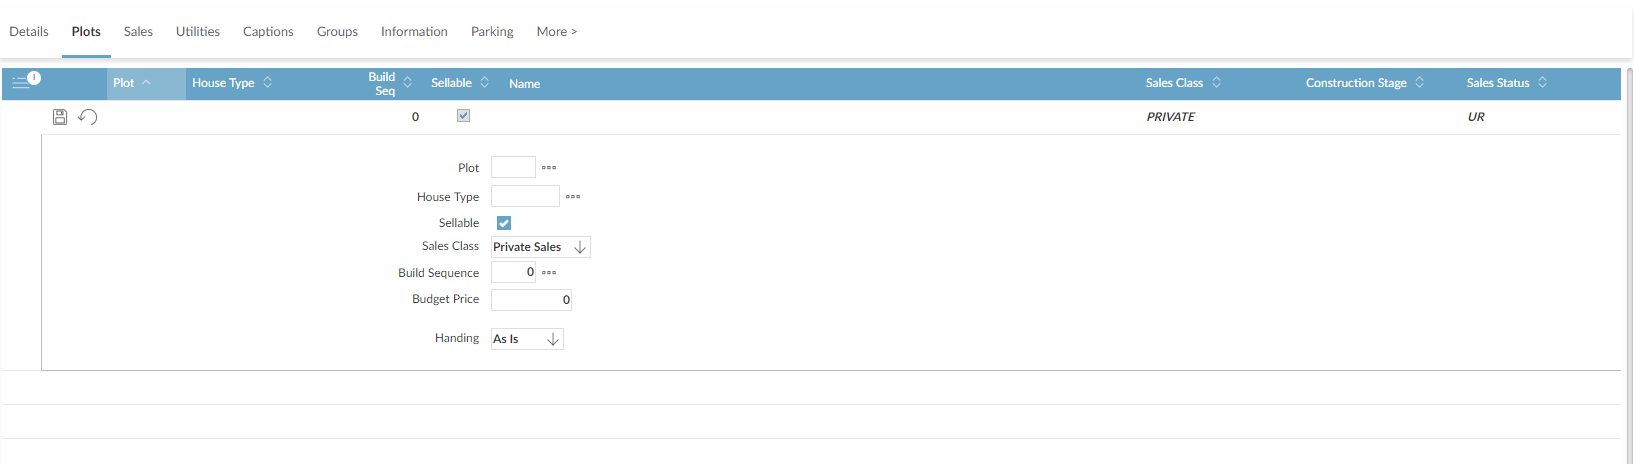 Details Plots Sales Utilities Captions Groups Information Parking More >
Plot House Type Build Seq Sellable Name Sales Class Construction Stage Sales Status
0 PRIVATE UR
Plot
House Type
Sellable
Sales Class Private Sales
Build Sequence 0
Budget Price 0
Handing As Is